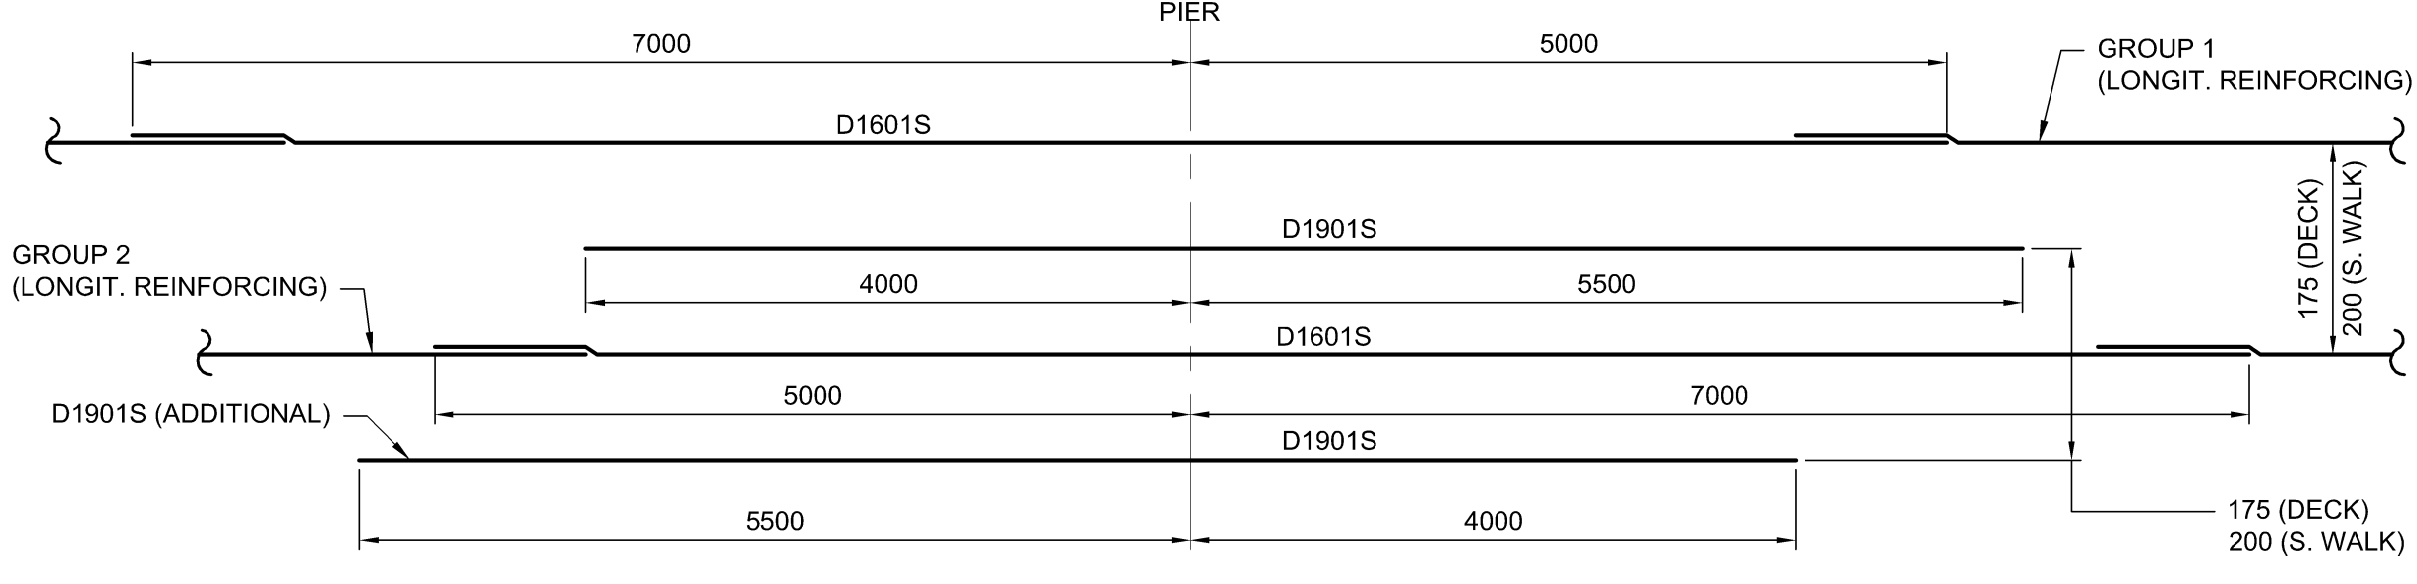 PIER
7000
5000
GROUP 1
(LONGIT. REINFORCING)
D1601S
175 (DECK)
200 (S. WALK)
D1901S
GROUP 2
(LONGIT. REINFORCING)
4000
5500
D1601S
5000
7000
D1901S (ADDITIONAL)
D1901S
5500
4000
175 (DECK)
200 (S. WALK)